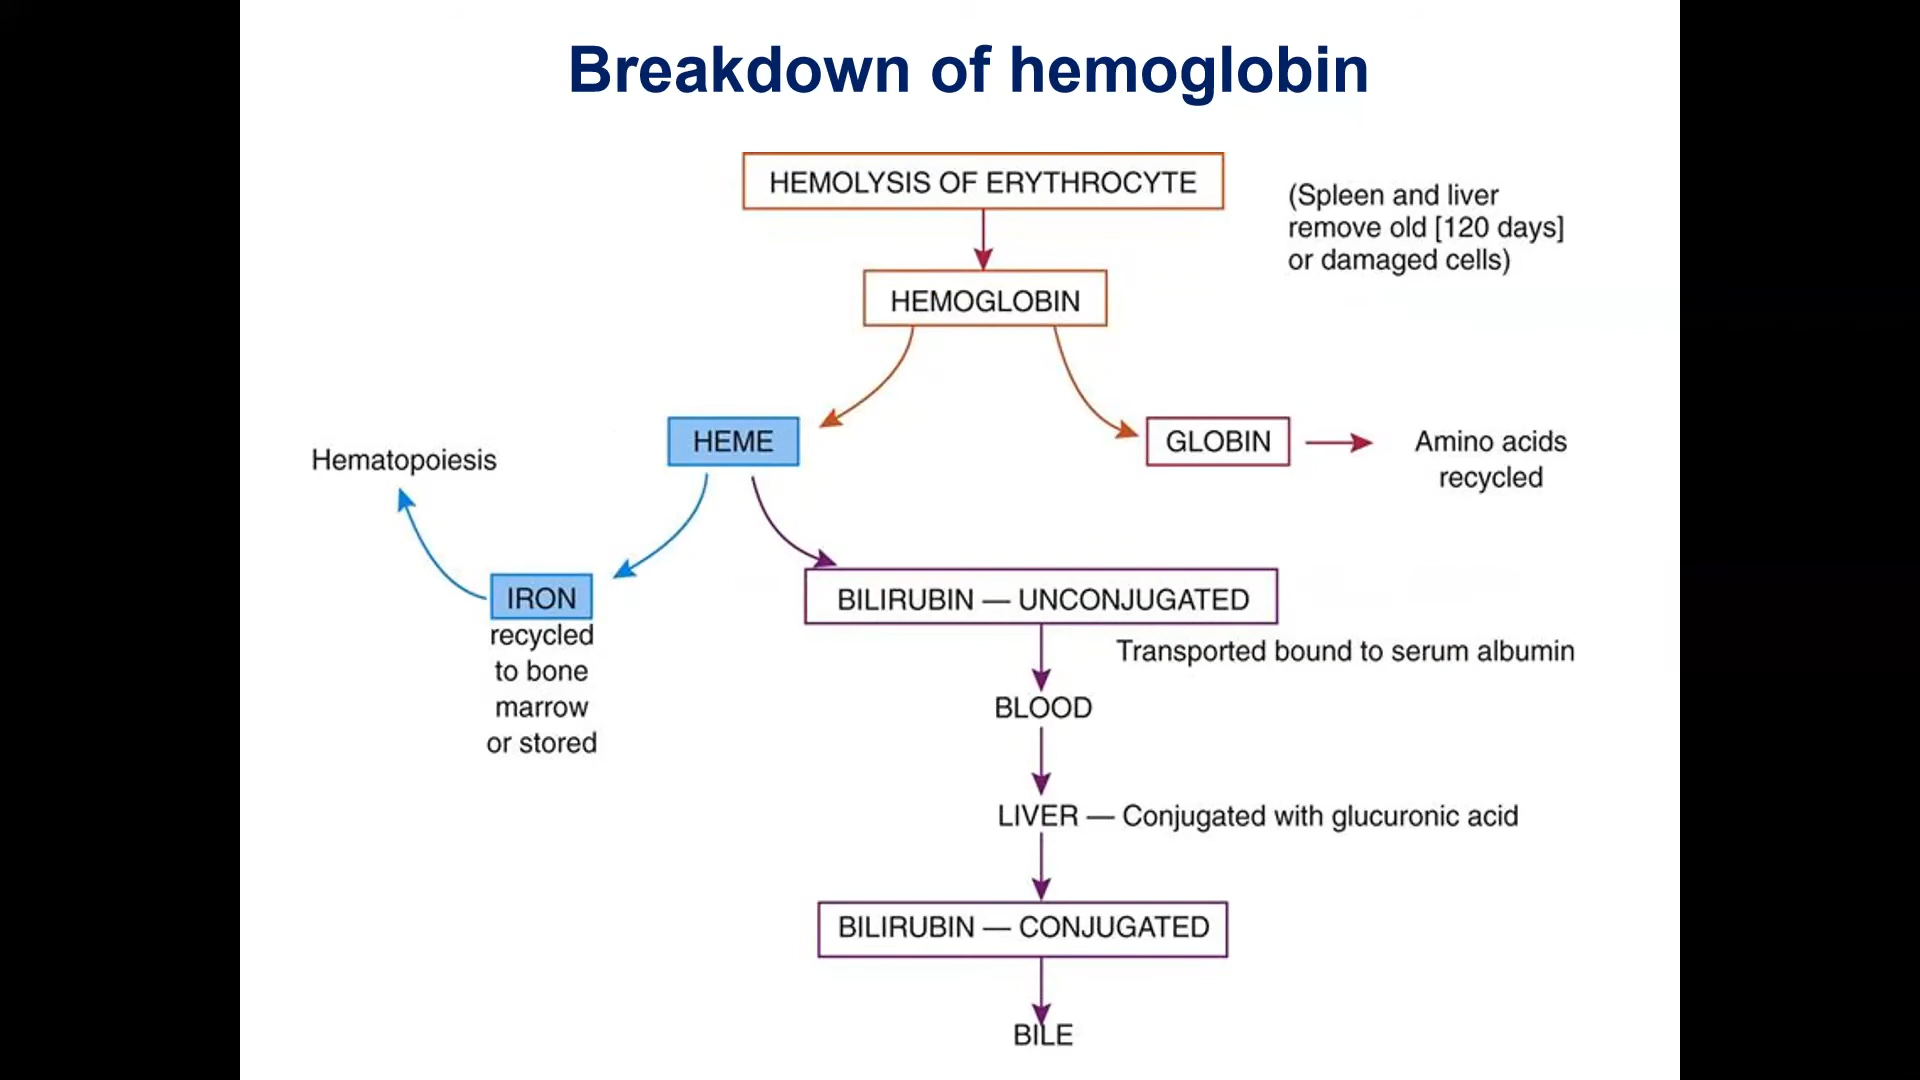 Breakdown of hemoglobin
HEMOLYSIS OF ERYTHROCYTE
(Spleen and liver
remove old [120 days]
or damaged cells)
HEMOGLOBIN
HEME
GLOBIN
Amino acids
recycled
Hematopoiesis
IRON
recycled
to bone
marrow
or stored
BILIRUBIN — UNCONJUGATED
Transported bound to serum albumin
BLOOD
LIVER — Conjugated with glucuronic acid
BILIRUBIN — CONJUGATED
BILE